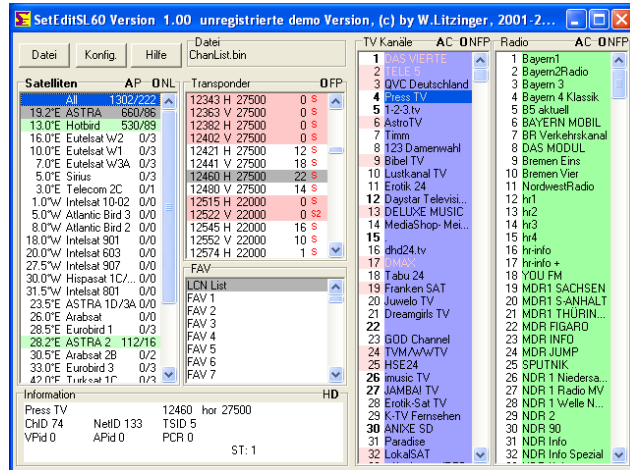 SetEditSL60 Version 1.00 unregistrierte demo Version, (c) by W.Litzinger, 2001-2...
Datei Konfig. Hilfe
Datei
ChanList.bin
Satelliten AP ONL
All 1302/222
19.2°E ASTRA 660/86
13.0°E Hotbird 530/89
16.0°E Eutelsat W2 0/3
10.0°E Eutelsat W1 0/3
7.0°E Eutelsat W3A 0/3
5.0°E Sirius 0/3
3.0°E Telecom 2C 0/1
1.0°W Intelsat 10-02 0/0
5.0°W Atlantic Bird 3 0/0
8.0°W Atlantic Bird 2 0/0
18.0°W Intelsat 901 0/0
20.0°W Intelsat 603 0/0
27.5°W Intelsat 907 0/0
30.0°W Hispasat 1C/... 0/0
31.5°W Intelsat 801 0/0
23.5°E ASTRA 1D/3A 0/0
26.0°E Arabsat 0/0
28.5°E Eurobird 1 0/3
28.2°E ASTRA 2 112/16
30.5°E Arabsat 2B 0/2
33.0°E Eurobird 3 0/3
42.0°E Turksat 1C 0/3
Transponder OFP
12343 H 27500 0 S
12363 V 27500 0 S
12382 H 27500 0 S
12402 V 27500 0 S
12421 H 27500 12 S
12441 V 27500 18 S
12460 H 27500 22 S
12480 V 27500 14 S
12515 H 22000 0 S
12522 V 22000 0 S2
12545 H 22000 16 S
12552 V 22000 10 S
12574 H 22000 1 S
FAV
LCN List
FAV 1
FAV 2
FAV 3
FAV 4
FAV 5
FAV 6
FAV 7
TV Kanäle AC ONFP
1 DAS VIERTE
2 TELE 5
3 QVC Deutschland
4 Press TV
5 1-2-3.tv
6 AstroTV
7 Timm
8 123 Damenwahl
9 Bibel TV
10 Lustkanal TV
11 Erotik 24
12 Daystar Televisi...
13 DELUXE MUSIC
14 MediaShop- Mei...
15 .
16 dhd24.tv
17 DMAX
18 Tabu 24
19 Franken SAT
20 Juwelo TV
21 Dreamgirls TV
22
23 GOD Channel
24 TVM/WWTV
25 HSE24
26 imusic TV
27 JAMBA! TV
28 Erotik-Sat TV
29 K-TV Fernsehen
30 ANIXE SD
31 Paradise
32 LokalSAT
Radio AC ONFP
1 Bayern1
2 Bayern2Radio
3 Bayern 3
4 Bayern 4 Klassik
5 B5 aktuell
6 BAYERN MOBIL
7 BR Verkehrskanal
8 DAS MODUL
9 Bremen Eins
10 Bremen Vier
11 NordwestRadio
12 hr1
13 hr2
14 hr3
15 hr4
16 hr-info
17 hr-info +
18 YOU FM
19 MDR1 SACHSEN
20 MDR1 S-ANHALT
21 MDR1 THÜRIN...
22 MDR FIGARO
23 MDR INFO
24 MDR JUMP
25 SPUTNIK
26 NDR 1 Niedersa...
27 NDR 1 Radio MV
28 NDR 1 Welle N...
29 NDR 2
30 NDR 90
31 NDR Info
32 NDR Info Spezial
Information HD
Press TV 12460 hor 27500
ChID 74 NetID 133 TSID 5
VPid 0 APid 0 PCR 0
ST: 1